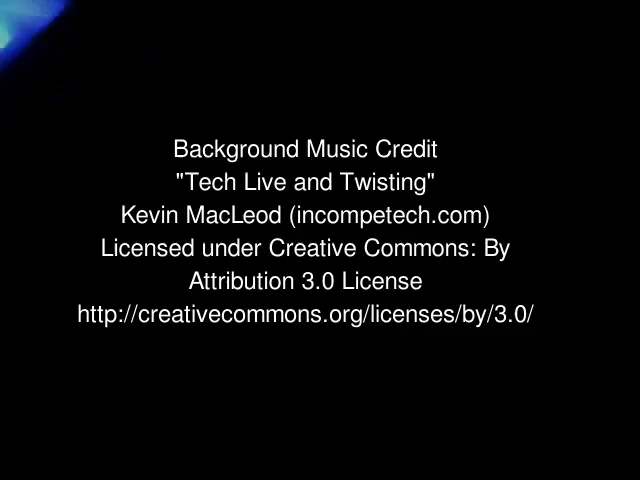 Background Music Credit
"Tech Live and Twisting"
Kevin MacLeod (incompetech.com)
Licensed under Creative Commons: By
Attribution 3.0 License
http://creativecommons.org/licenses/by/3.0/